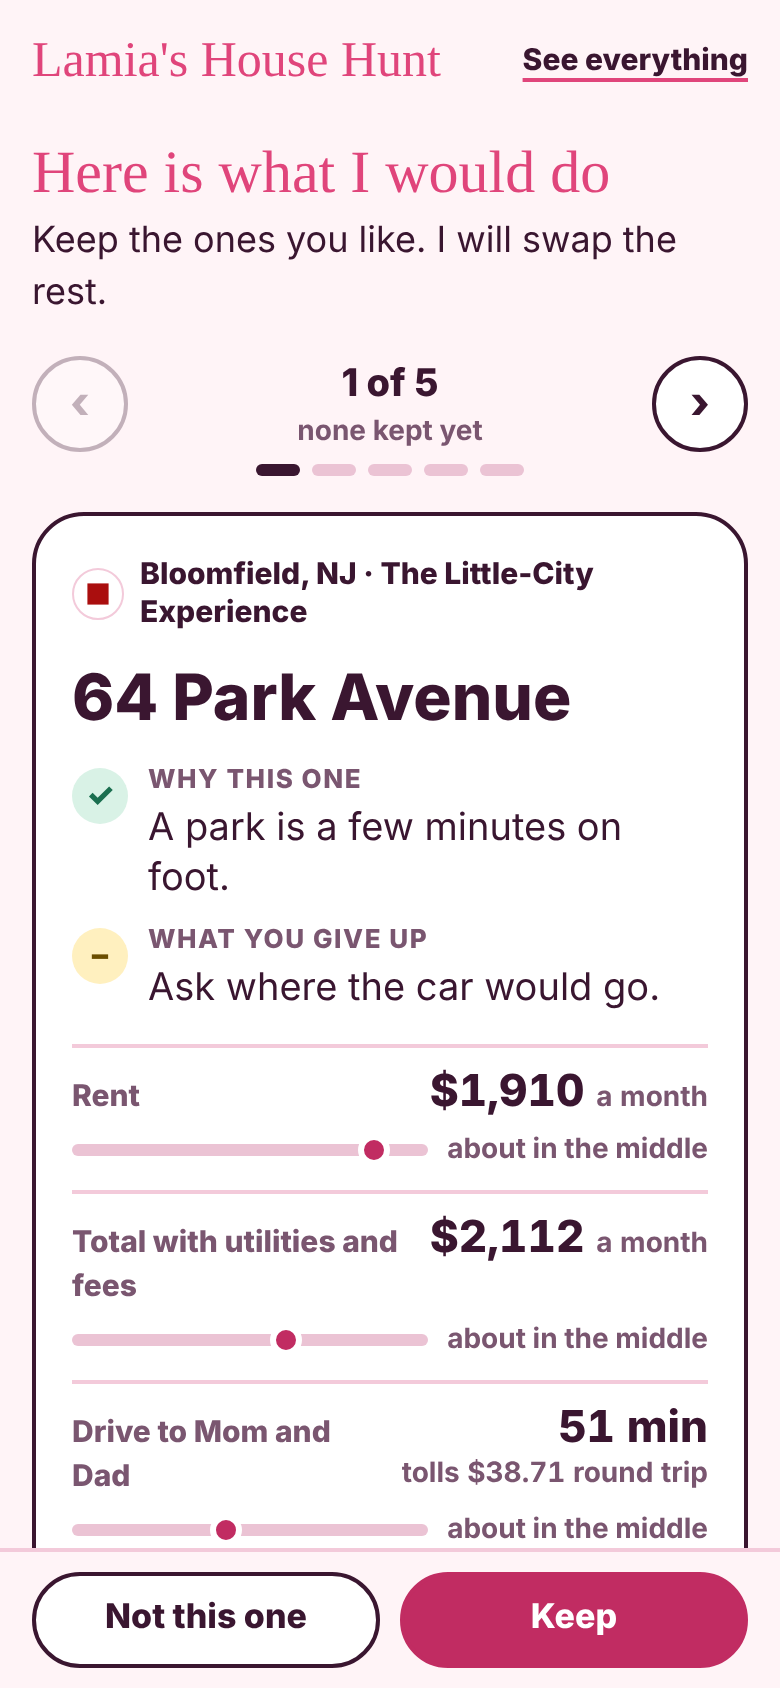 Lamia's House Hunt
See everything
Here is what I would do
Keep the ones you like. I will swap the
rest.
‹
1 of 5
›
none kept yet
Bloomfield, NJ · The Little-City
Experience
64 Park Avenue
WHY THIS ONE
A park is a few minutes on
foot.
WHAT YOU GIVE UP
Ask where the car would go.
Rent
$1,910 a month
about in the middle
Total with utilities and
fees
$2,112 a month
about in the middle
Drive to Mom and
Dad
51 min
tolls $38.71 round trip
about in the middle
Not this one
Keep